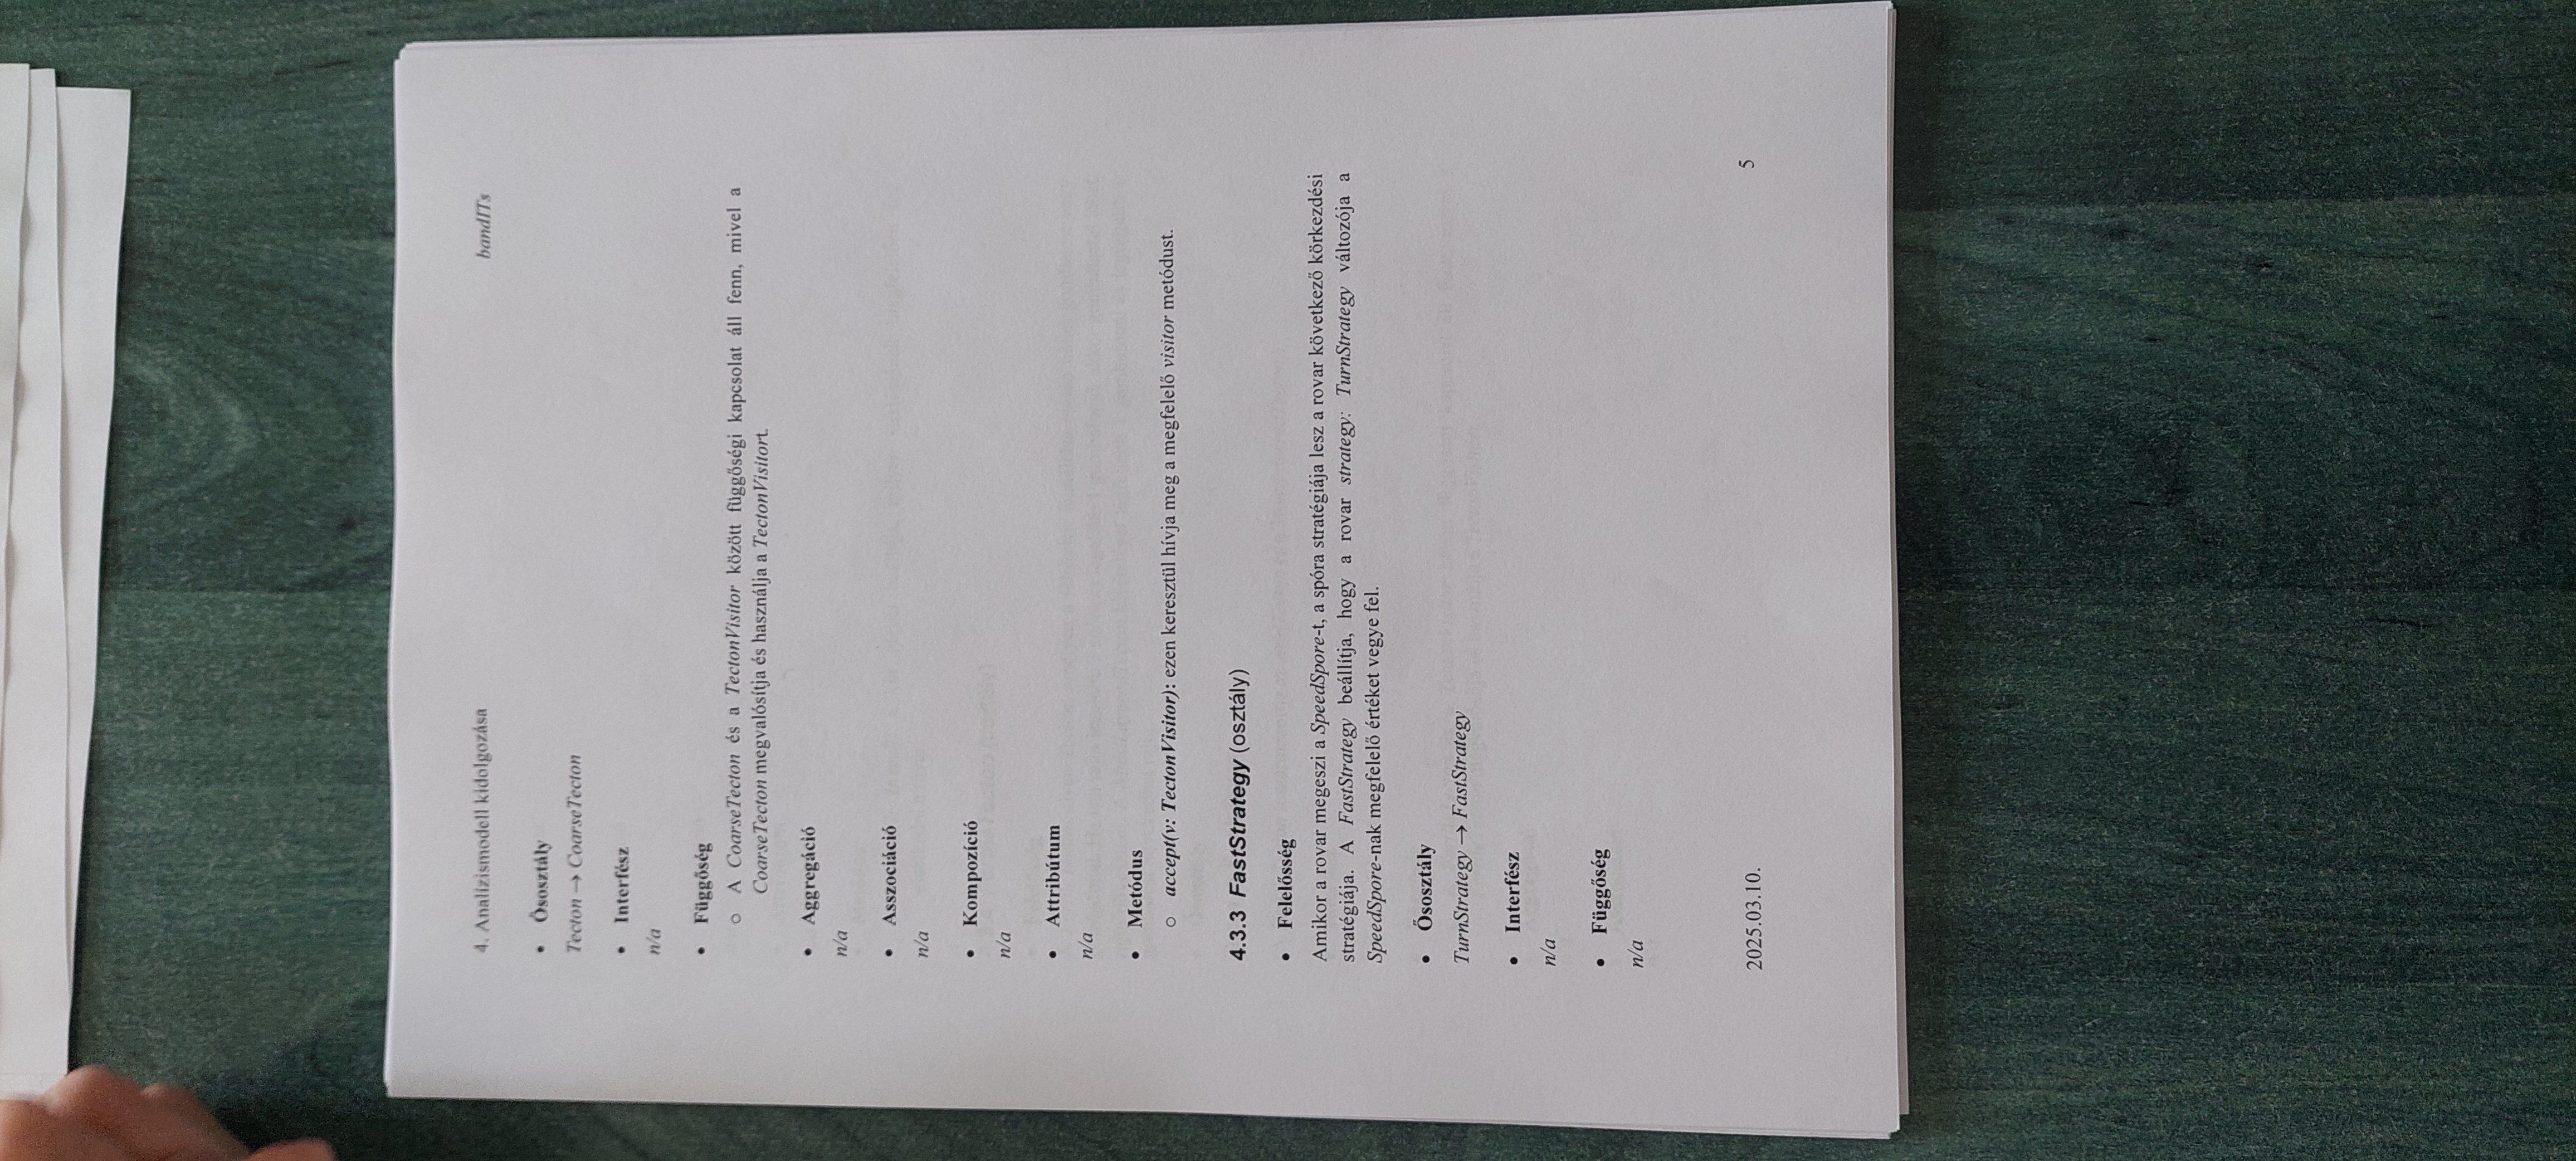 4. Analízismodell kidolgozása bandITs
• Ősosztály
Tecton → CoarseTecton
• Interfész
n/a
• Függőség
o A CoarseTecton és a TectonVisitor között függőségi kapcsolat áll fenn, mivel a
CoarseTecton megvalósítja és használja a TectonVisitort.
• Aggregáció
n/a
• Asszociáció
n/a
• Kompozíció
n/a
• Attribútum
n/a
• Metódus
o accept(v: TectonVisitor): ezen keresztül hívja meg a megfelelő visitor metódust.
4.3.3 FastStrategy (osztály)
• Felelősség
Amikor a rovar megeszi a SpeedSpore-t, a spóra stratégiája lesz a rovar következő körkezdési
stratégiája. A FastStrategy beállítja, hogy a rovar strategy: TurnStrategy változója a
SpeedSpore-nak megfelelő értéket vegye fel.
• Ősosztály
TurnStrategy → FastStrategy
• Interfész
n/a
• Függőség
n/a
2025.03.10. 5